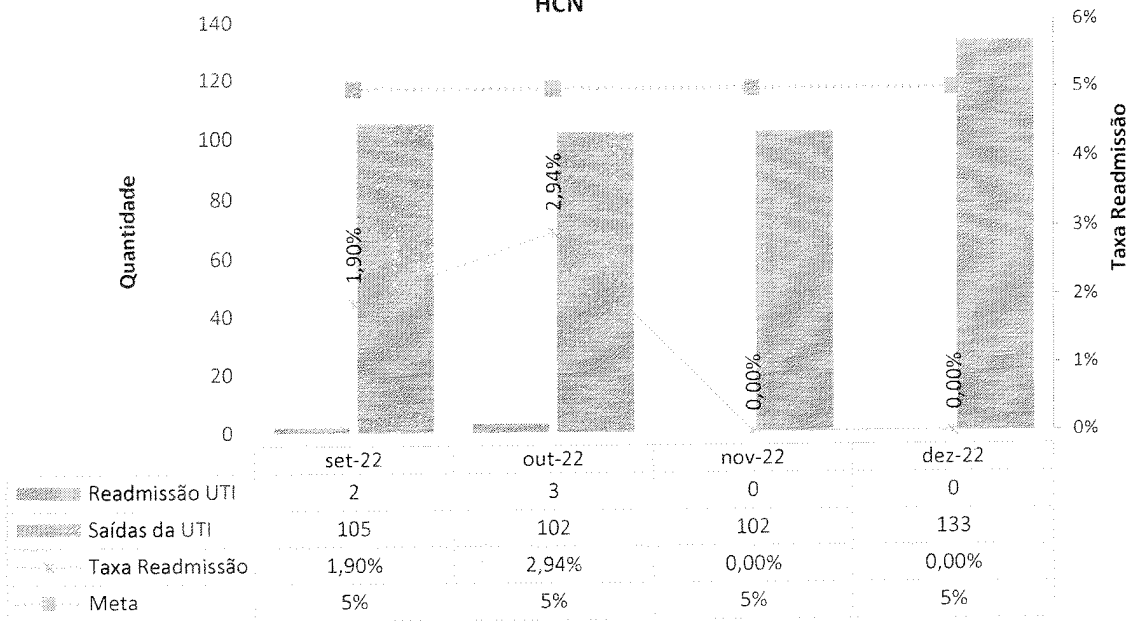 HCN
140
120
100
80
60
40
20
0
Quantidade
6%
5%
4%
3%
2%
1%
0%
Taxa Readmissão
1,90%
2,94%
0,00%
0,00%
set-22 out-22 nov-22 dez-22
Readmissão UTI 2 3 0 0
Saídas da UTI 105 102 102 133
Taxa Readmissão 1,90% 2,94% 0,00% 0,00%
Meta 5% 5% 5% 5%